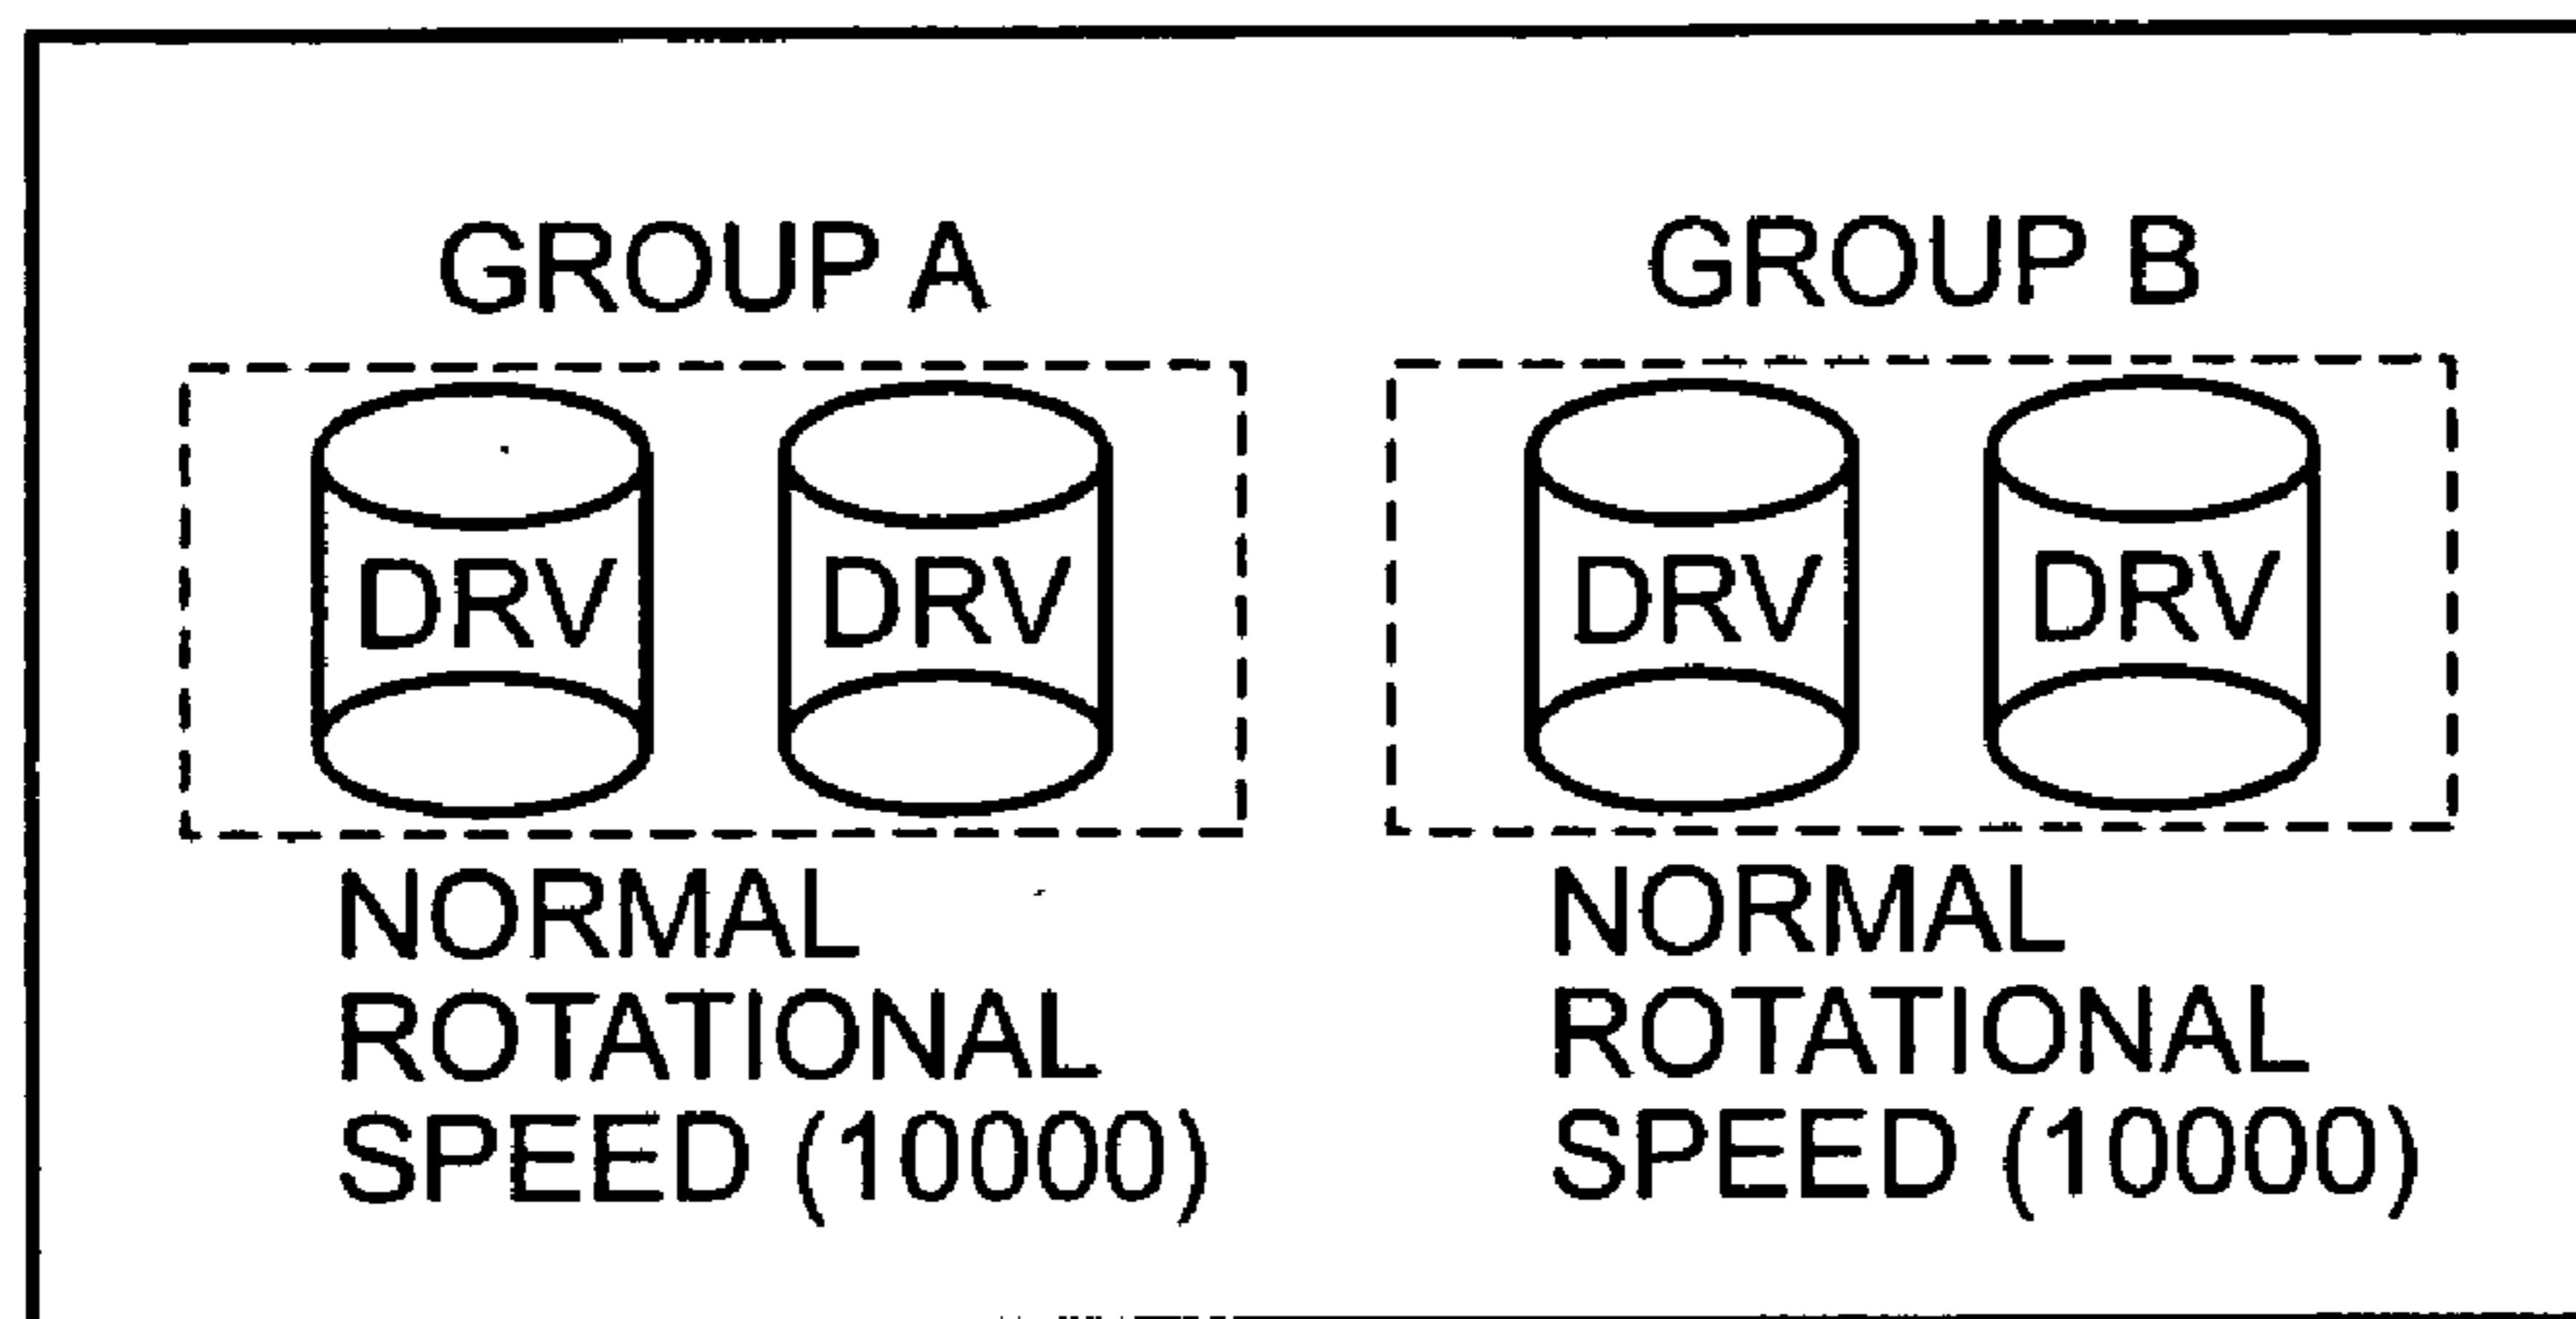 GROUP A
DRV DRV
NORMAL
ROTATIONAL
SPEED (10000)
GROUP B
DRV DRV
NORMAL
ROTATIONAL
SPEED (10000)